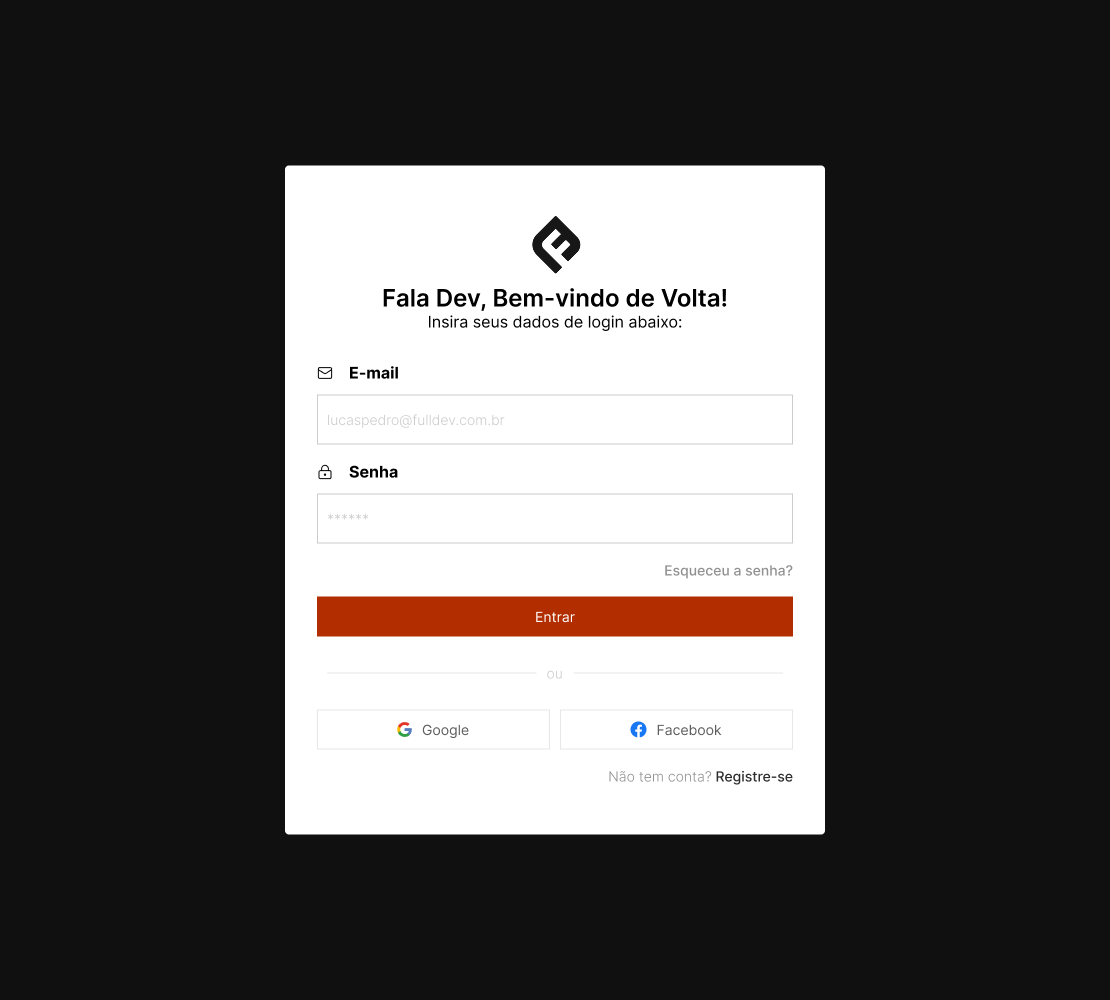 Fala Dev, Bem-vindo de Volta!
Insira seus dados de login abaixo:
E-mail
lucaspedro@fulldev.com.br
Senha
******
Esqueceu a senha?
Entrar
ou
Google
Facebook
Não tem conta? Registre-se